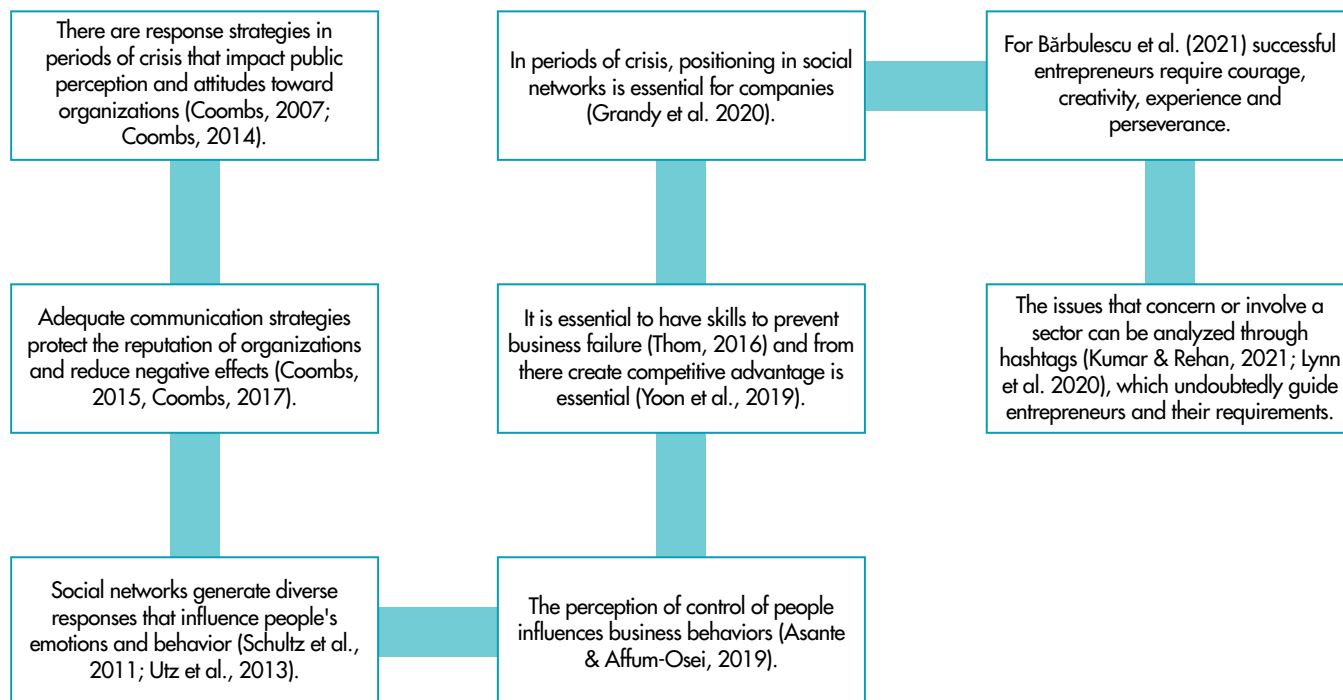 There are response strategies in
periods of crisis that impact public
perception and attitudes toward
organizations (Coombs, 2007;
Coombs, 2014).
Adequate communication strategies
protect the reputation of organizations
and reduce negative effects (Coombs,
2015, Coombs, 2017).
Social networks generate diverse
responses that influence people's
emotions and behavior (Schultz et al.,
2011; Utz et al., 2013).
The perception of control of people
influences business behaviors (Asante
& Affum-Osei, 2019).
It is essential to have skills to prevent
business failure (Thom, 2016) and from
there create competitive advantage is
essential (Yoon et al., 2019).
In periods of crisis, positioning in social
networks is essential for companies
(Grandy et al. 2020).
For Bărbulescu et al. (2021) successful
entrepreneurs require courage,
creativity, experience and
perseverance.
The issues that concern or involve a
sector can be analyzed through
hashtags (Kumar & Rehan, 2021; Lynn
et al. 2020), which undoubtedly guide
entrepreneurs and their requirements.